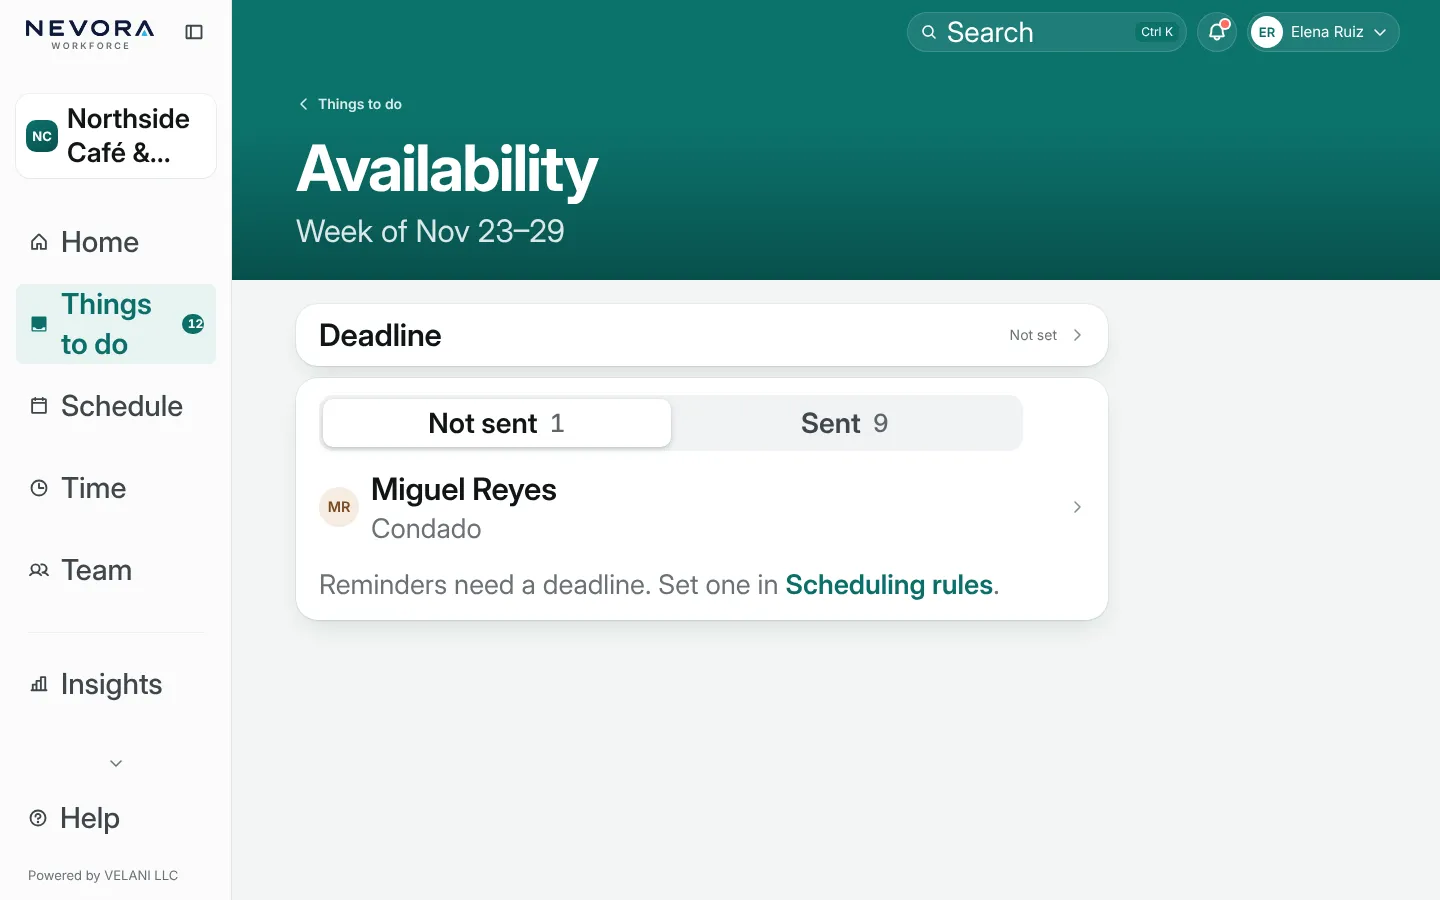 NEVORA
WORKFORCE
NC
Northside
Café &...
Home
Things
to do
12
Schedule
Time
Team
Insights
Help
Powered by VELANI LLC
Search
Ctrl K
ER
Elena Ruiz
Things to do
Availability
Week of Nov 23–29
Deadline
Not set
Not sent 1
Sent 9
MR
Miguel Reyes
Condado
Reminders need a deadline. Set one in Scheduling rules.